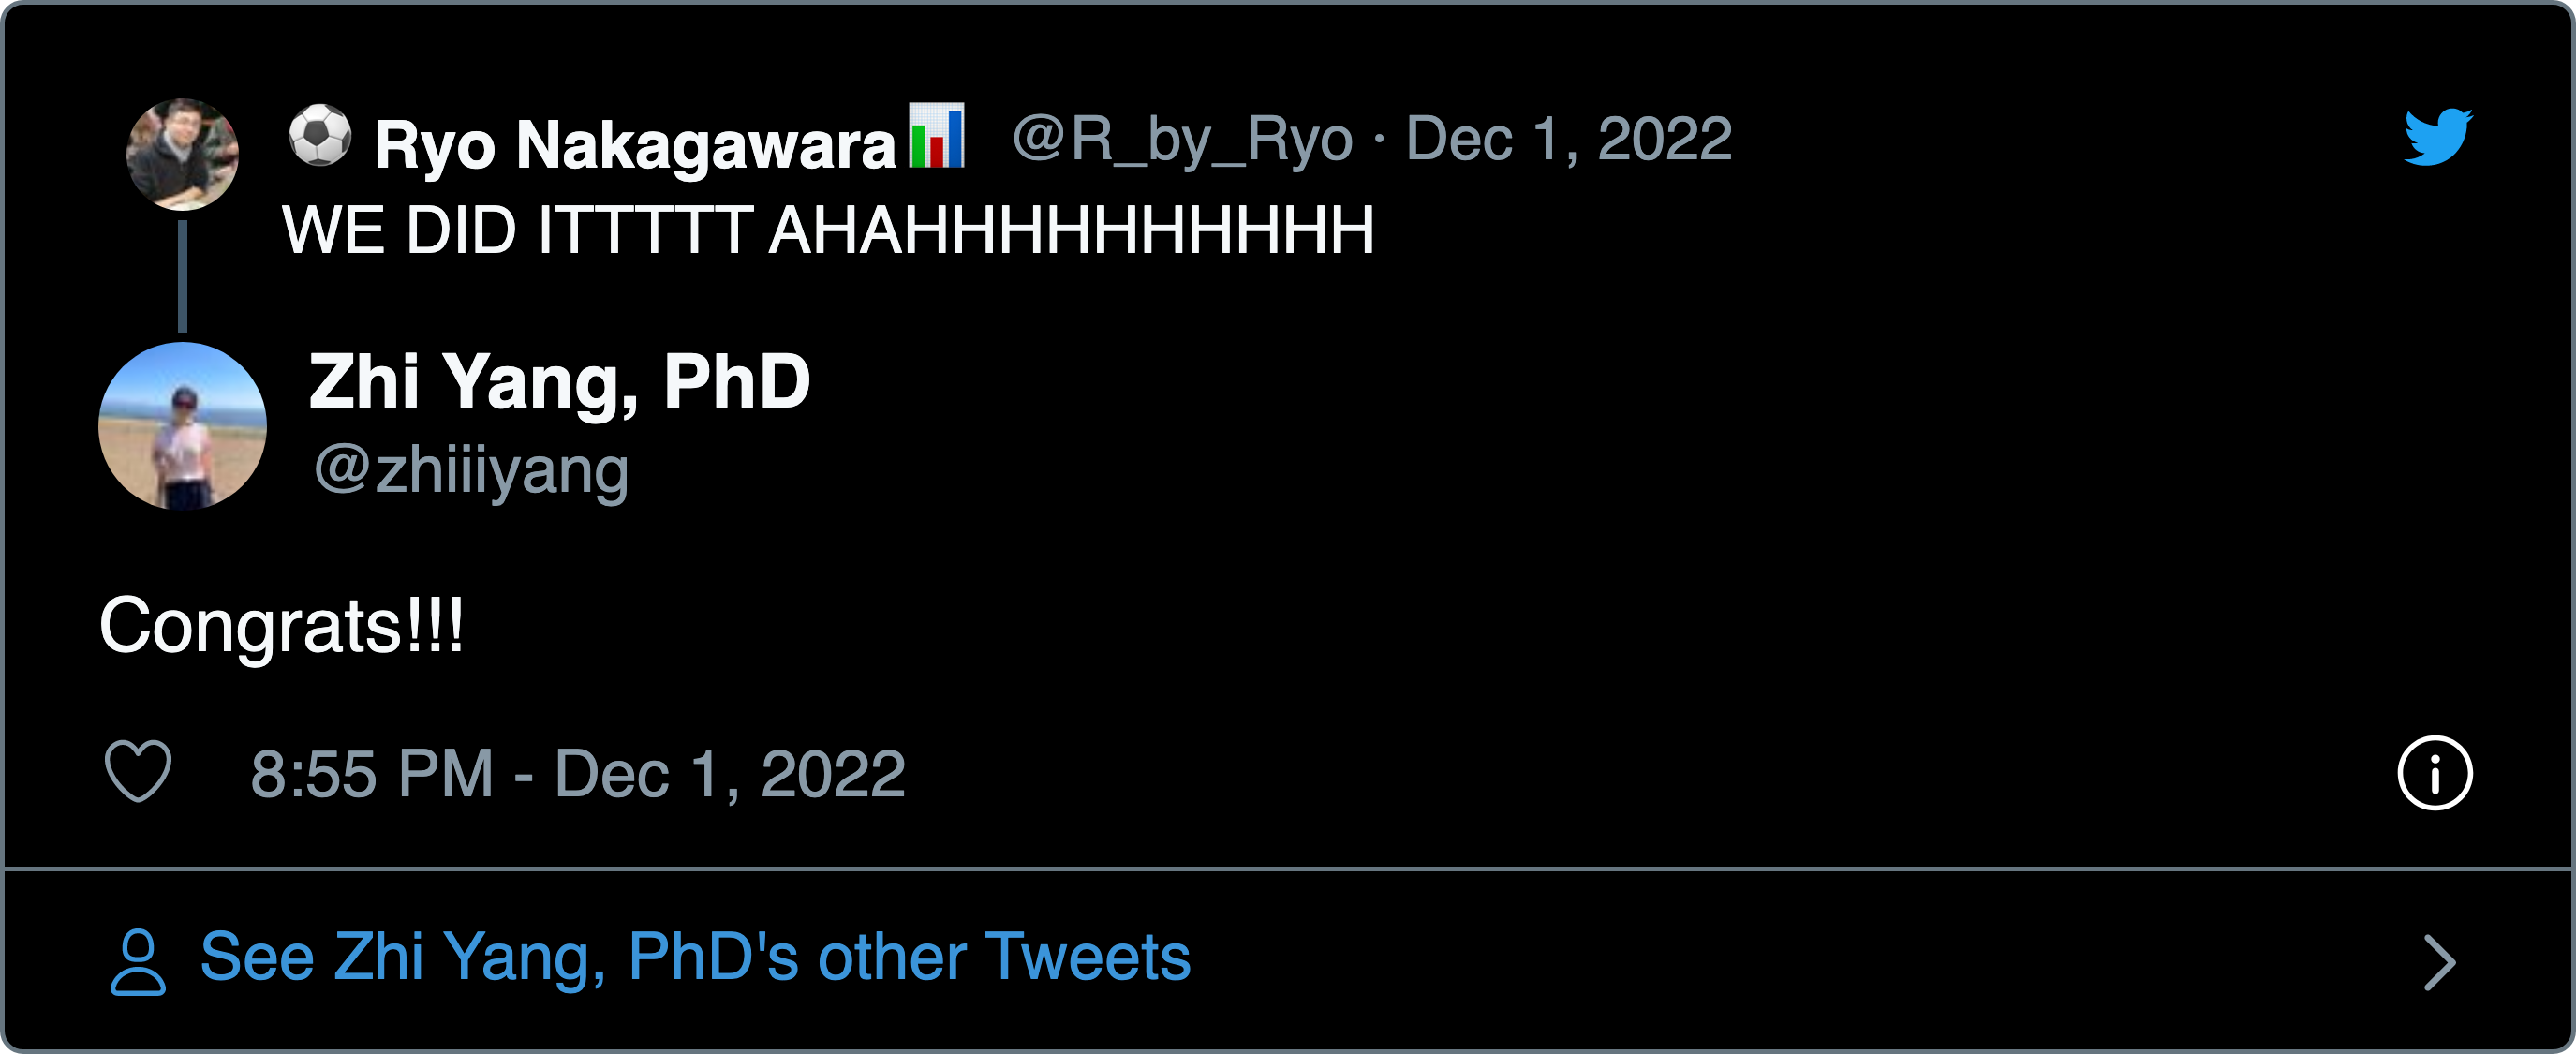 ⚽ Ryo Nakagawara📊 @R_by_Ryo · Dec 1, 2022
WE DID ITTTTT AHAHHHHHHHHHH
Zhi Yang, PhD
@zhiiiyang
Congrats!!!
8:55 PM - Dec 1, 2022
See Zhi Yang, PhD's other Tweets